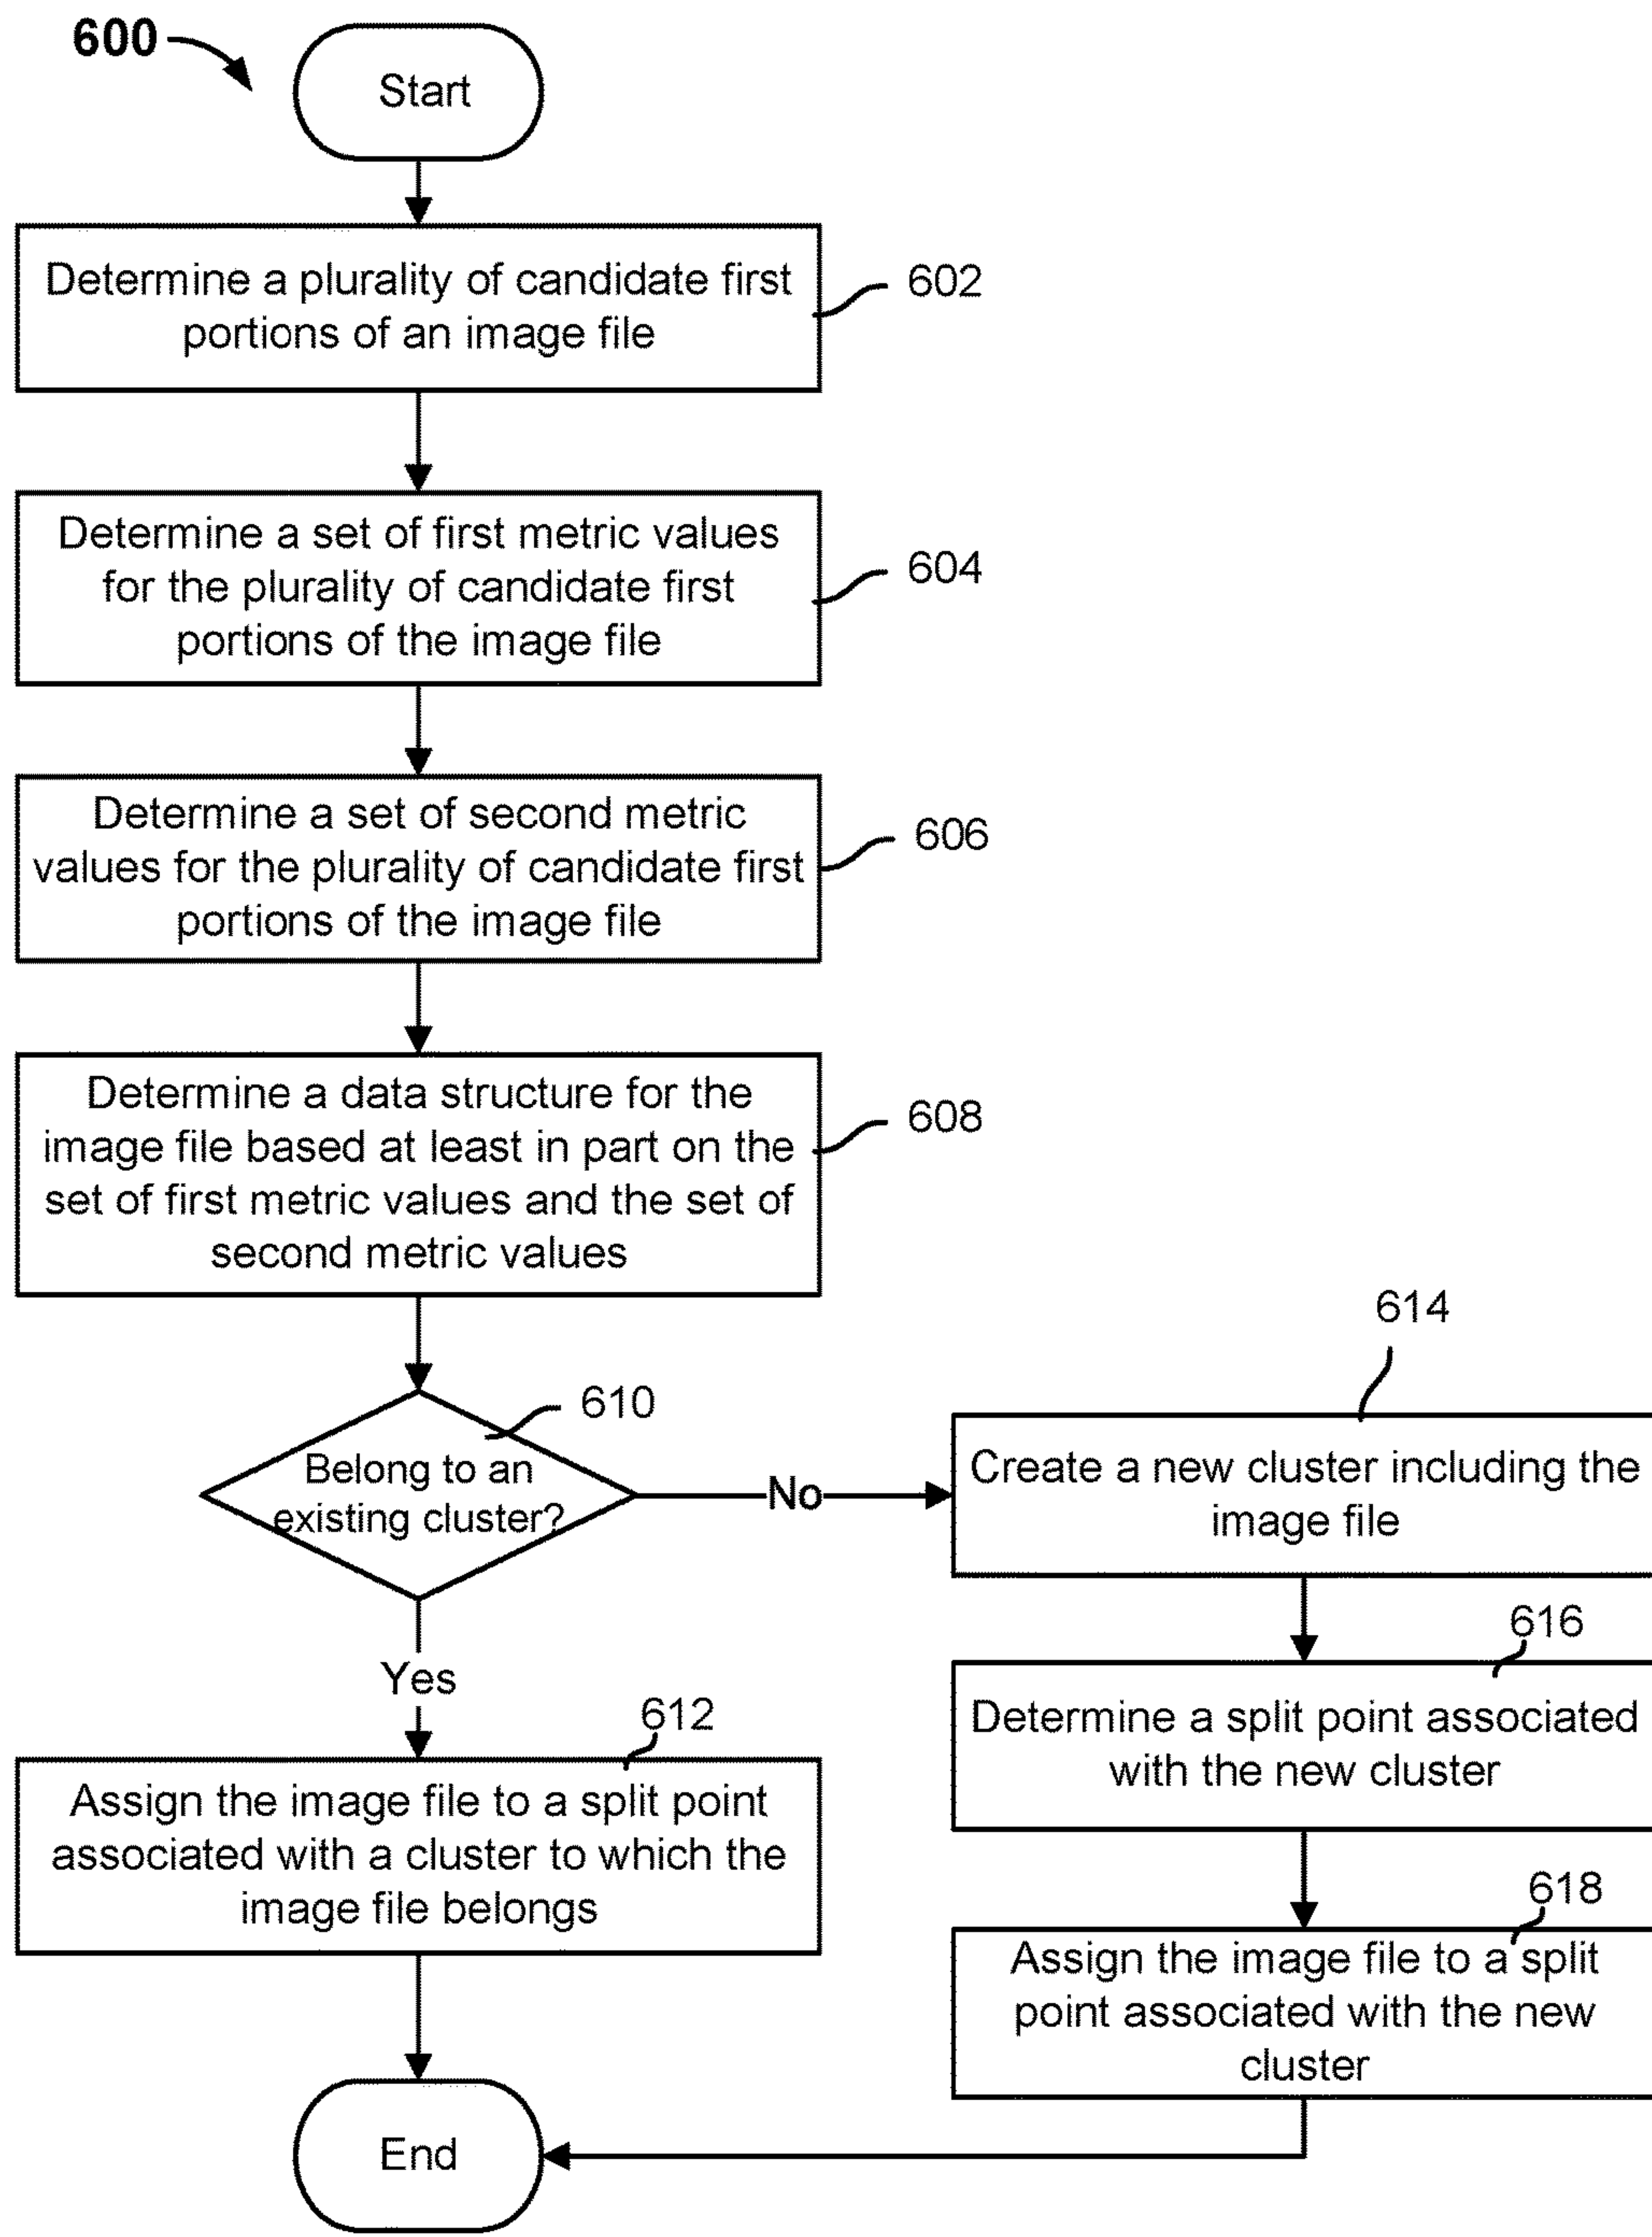 600
Start
Determine a plurality of candidate first
portions of an image file
602
Determine a set of first metric values
for the plurality of candidate first
portions of the image file
604
Determine a set of second metric
values for the plurality of candidate first
portions of the image file
606
Determine a data structure for the
image file based at least in part on the
set of first metric values and the set of
second metric values
608
610
Belong to an
existing cluster?
No
Yes
612
Assign the image file to a split point
associated with a cluster to which the
image file belongs
614
Create a new cluster including the
image file
616
Determine a split point associated
with the new cluster
618
Assign the image file to a split
point associated with the new
cluster
End